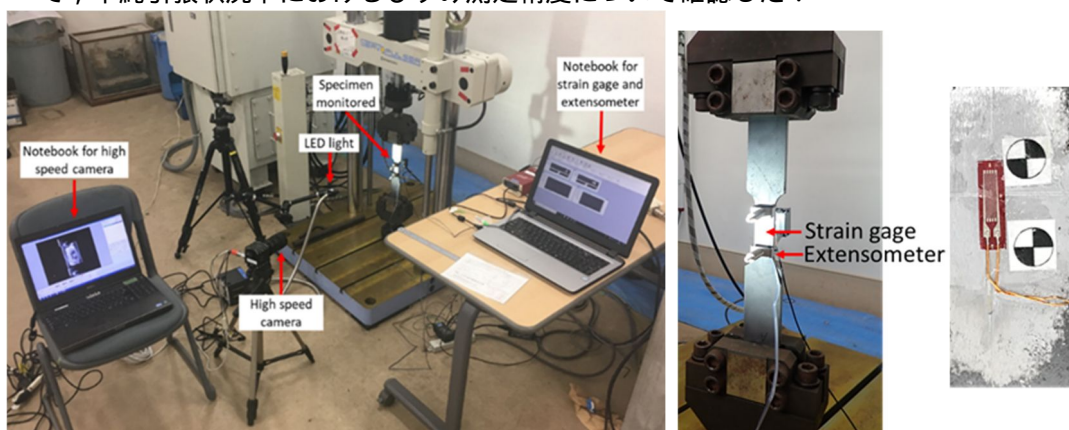 で，単純引張状況下におけるひずみ測定精度について確認した．
Notebook for
strain gage and
extensometer
Specimen
monitored
LED light
Notebook for high
speed camera
High speed
camera
Strain gage
Extensometer